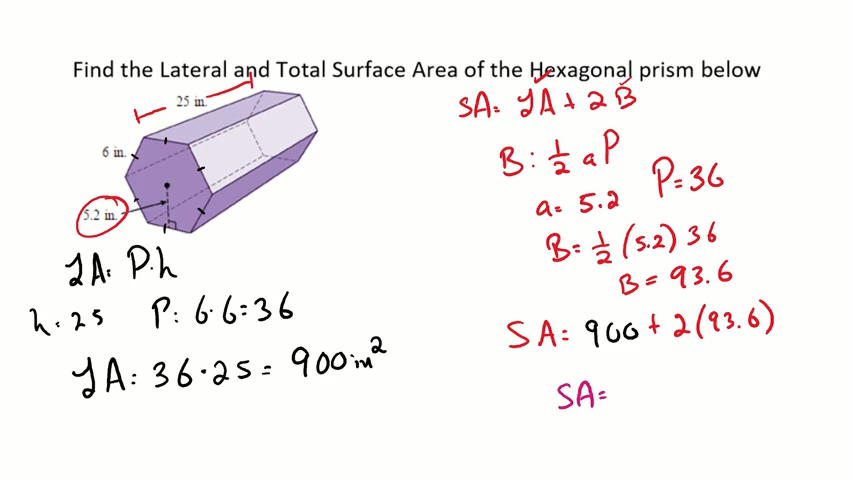 Find the Lateral and Total Surface Area of the Hexagonal prism below
25 in.
6 in.
5.2 in.
LA: P·h
h=25 P: 6·6=36
LA: 36·25= 900in²
SA= LA+2B
B: 1/2 aP
a= 5.2 P=36
B= 1/2 (5.2) 36
B= 93.6
SA= 900 + 2(93.6)
SA=